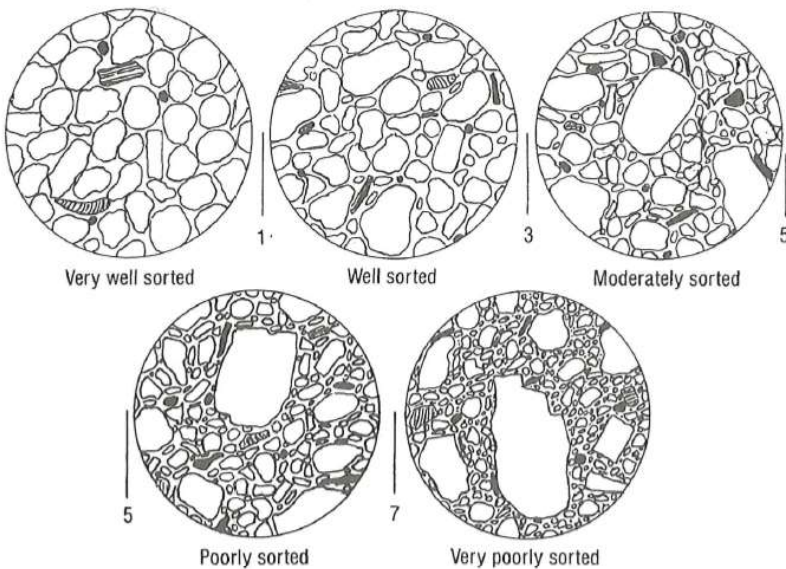 1.
3
5
Very well sorted
Well sorted
Moderately sorted
5
7
Poorly sorted
Very poorly sorted